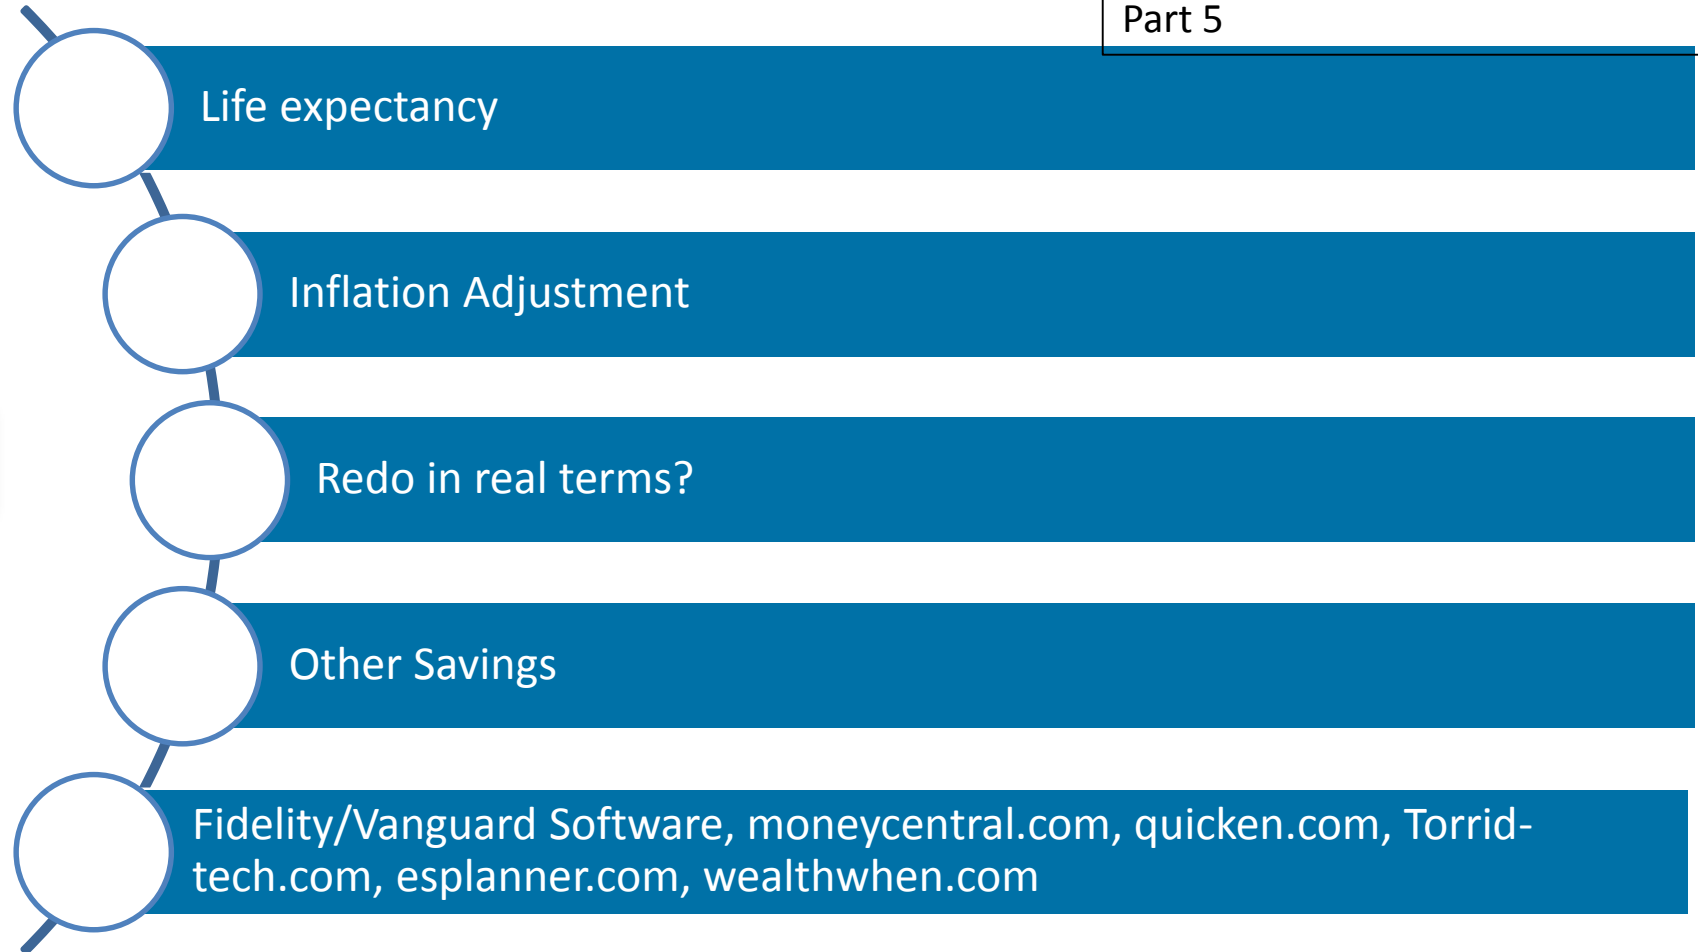 Part 5
Life expectancy
Inflation Adjustment
Redo in real terms?
Other Savings
Fidelity/Vanguard Software, moneycentral.com, quicken.com, Torrid-
tech.com, esplanner.com, wealthwhen.com